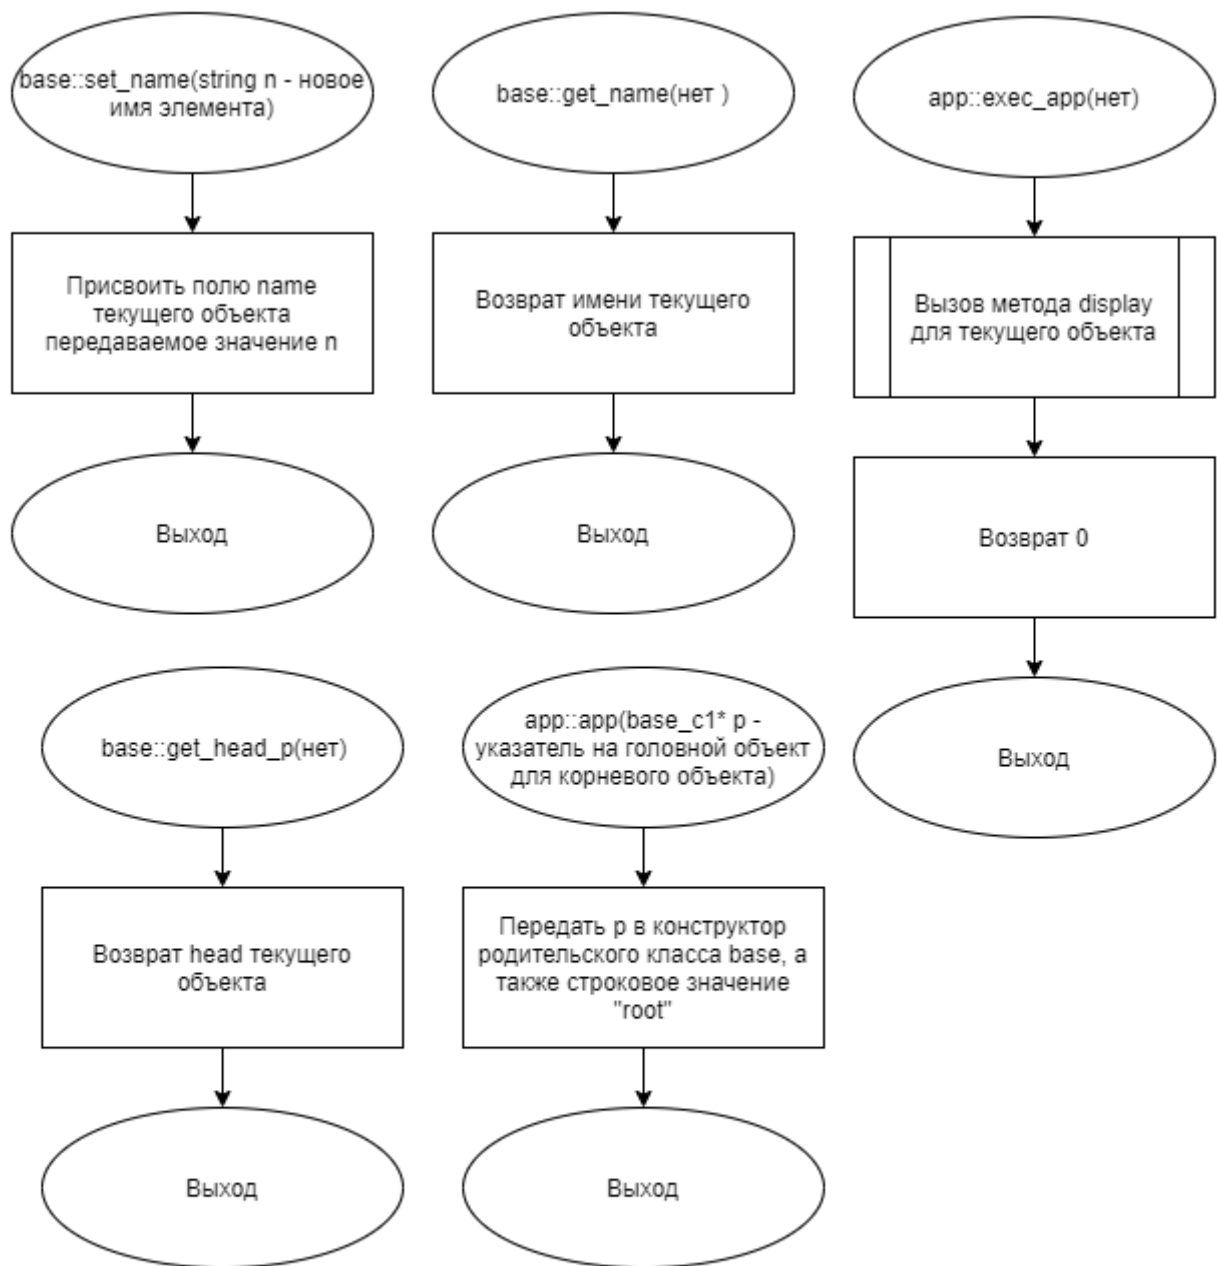 base::set_name(string n - новое
имя элемента)
Присвоить полю name
текущего объекта
передаваемое значение n
Выход
base::get_name(нет )
Возврат имени текущего
объекта
Выход
app::exec_app(нет)
Вызов метода display
для текущего объекта
Возврат 0
Выход
base::get_head_p(нет)
Возврат head текущего
объекта
Выход
app::app(base_c1* p -
указатель на головной объект
для корневого объекта)
Передать p в конструктор
родительского класса base, а
также строковое значение
"root"
Выход